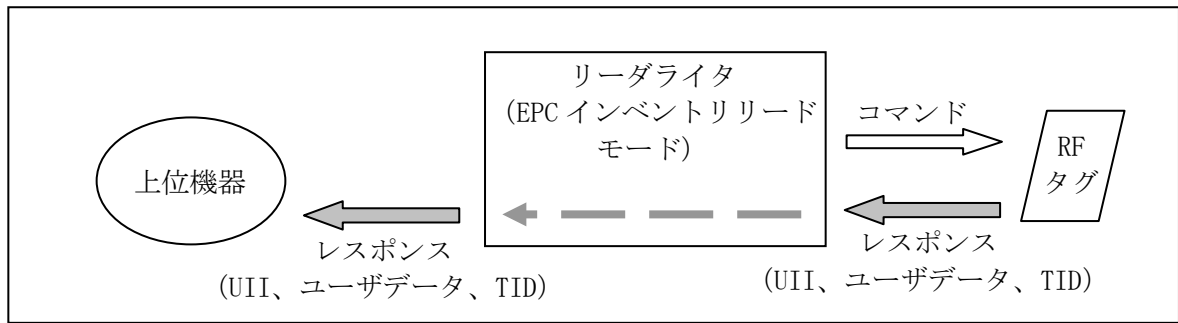 リーダライタ
(EPC インベントリリード
モード)
コマンド
RF
タグ
上位機器
レスポンス
(UII、ユーザデータ、TID)
レスポンス
(UII、ユーザデータ、TID)